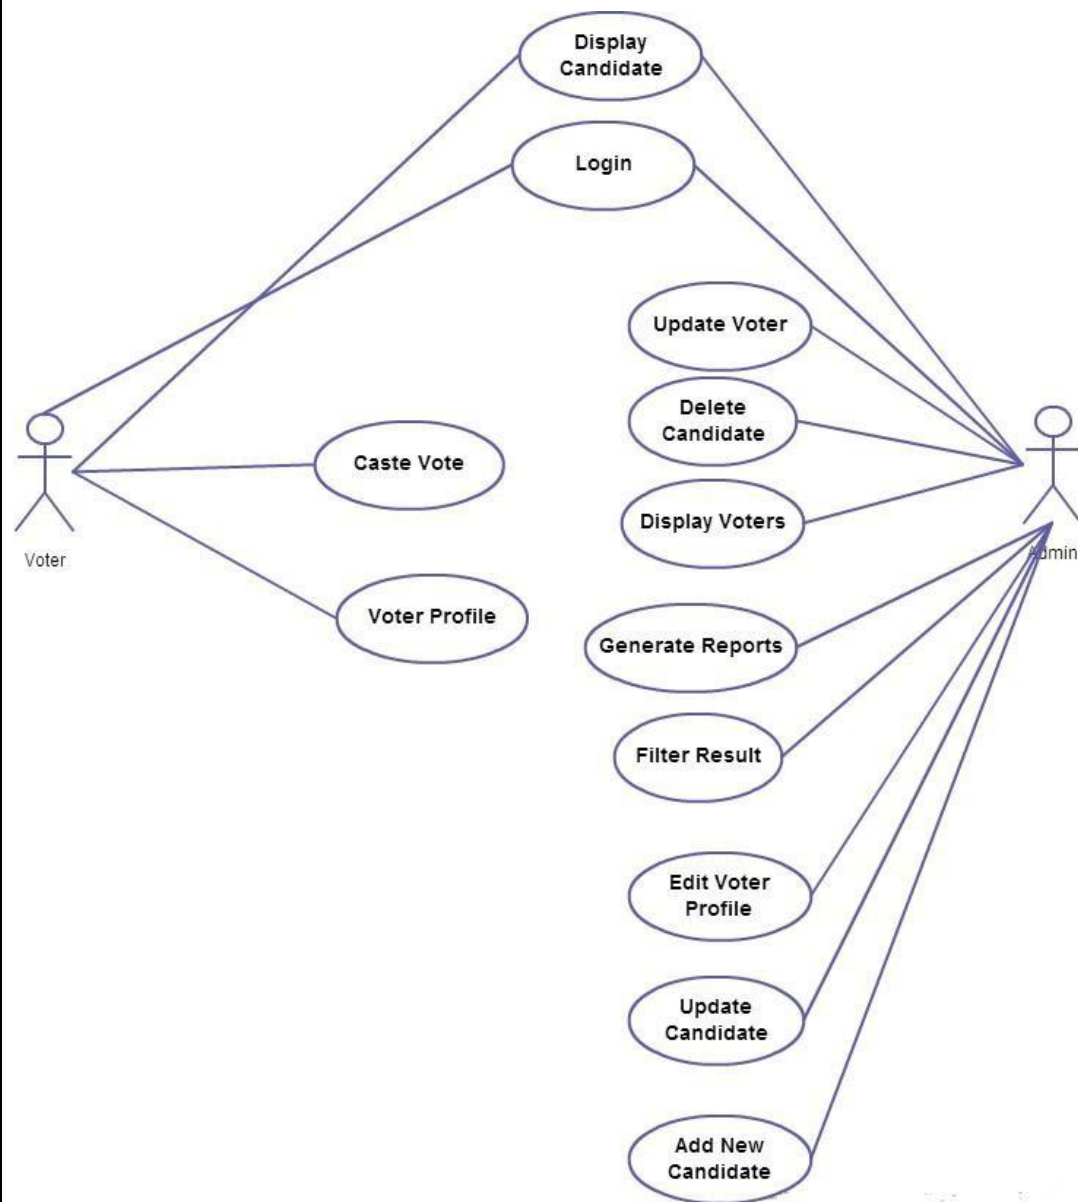 Display
Candidate
Login
Update Voter
Delete
Candidate
Caste Vote
Display Voters
Voter
Admin
Voter Profile
Generate Reports
Filter Result
Edit Voter
Profile
Update
Candidate
Add New
Candidate